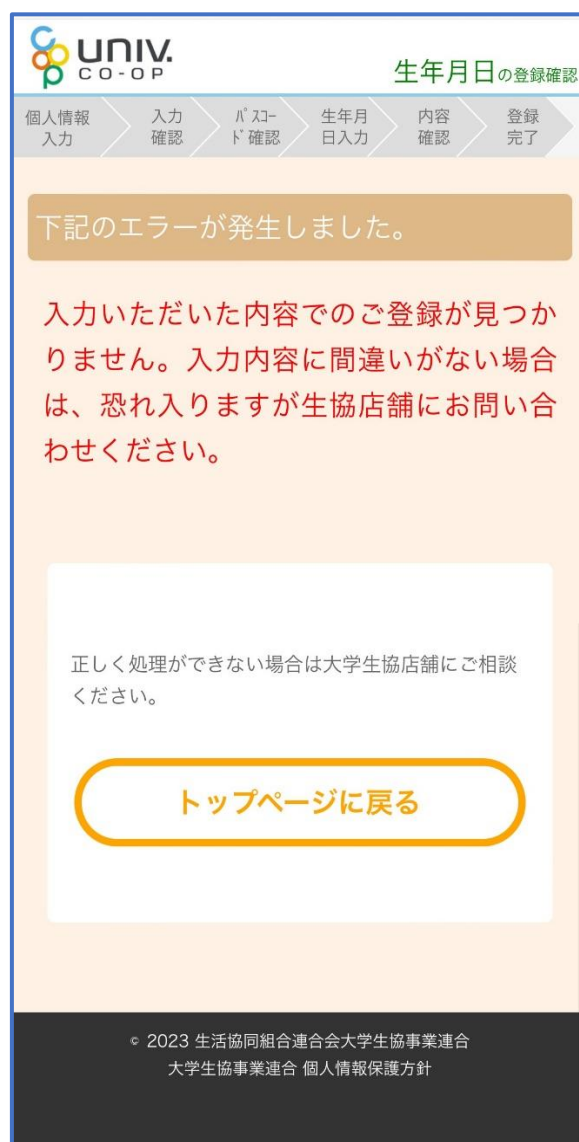 UNIV.
CO-OP
生年月日の登録確認
個人情報
入力
入力
確認
ﾊﾟｽｺｰ
ﾄﾞ確認
生年月
日入力
内容
確認
登録
完了
下記のエラーが発生しました。
入力いただいた内容でのご登録が見つか
りません。入力内容に間違いがない場合
は、恐れ入りますが生協店舗にお問い合
わせください。
正しく処理ができない場合は大学生協店舗にご相談
ください。
トップページに戻る
© 2023 生活協同組合連合会大学生協事業連合
大学生協事業連合 個人情報保護方針